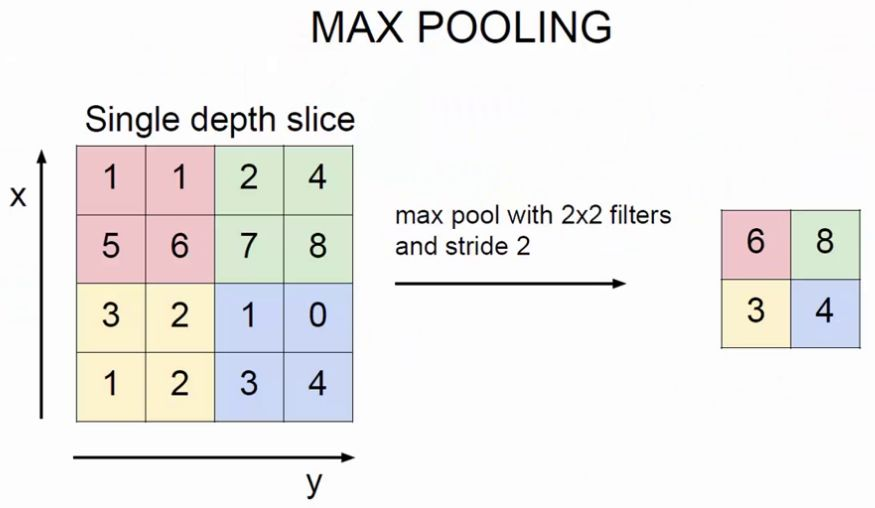 MAX POOLING
Single depth slice
x
1 1 2 4
5 6 7 8
3 2 1 0
1 2 3 4
y
max pool with 2x2 filters
and stride 2
6 8
3 4